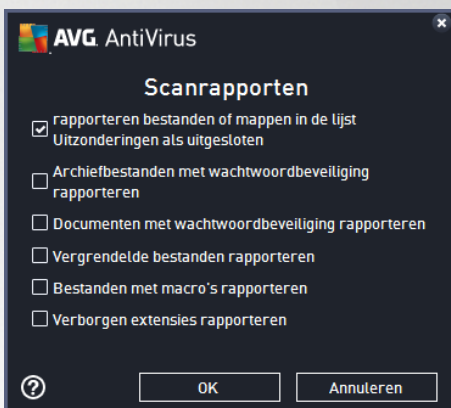 AVG. AntiVirus
Scanrapporten
rapporteren bestanden of mappen in de lijst
Uitzonderingen als uitgesloten
Archiefbestanden met wachtwoordbeveiliging
rapporteren
Documenten met wachtwoordbeveiliging rapporteren
Vergrendelde bestanden rapporteren
Bestanden met macro's rapporteren
Verborgen extensies rapporteren
? OK Annuleren